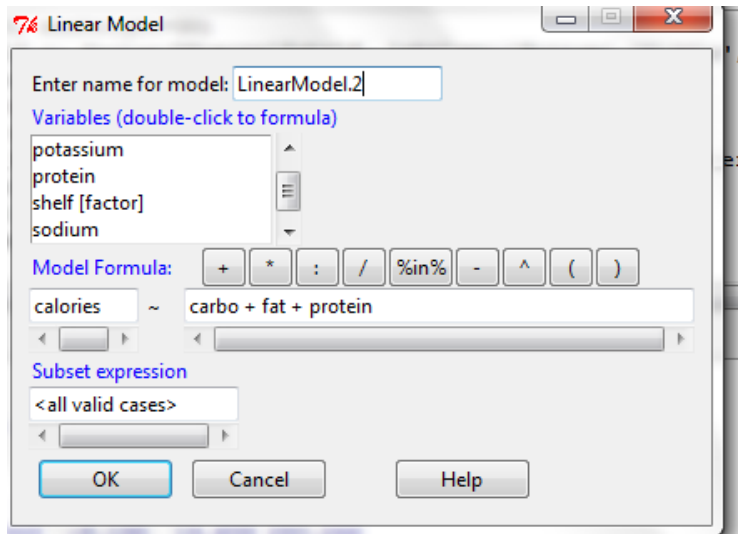 Linear Model
Enter name for model: LinearModel.2
Variables (double-click to formula)
potassium
protein
shelf [factor]
sodium
Model Formula: + * : / %in% - ^ ( )
calories ~ carbo + fat + protein
Subset expression
<all valid cases>
OK Cancel Help